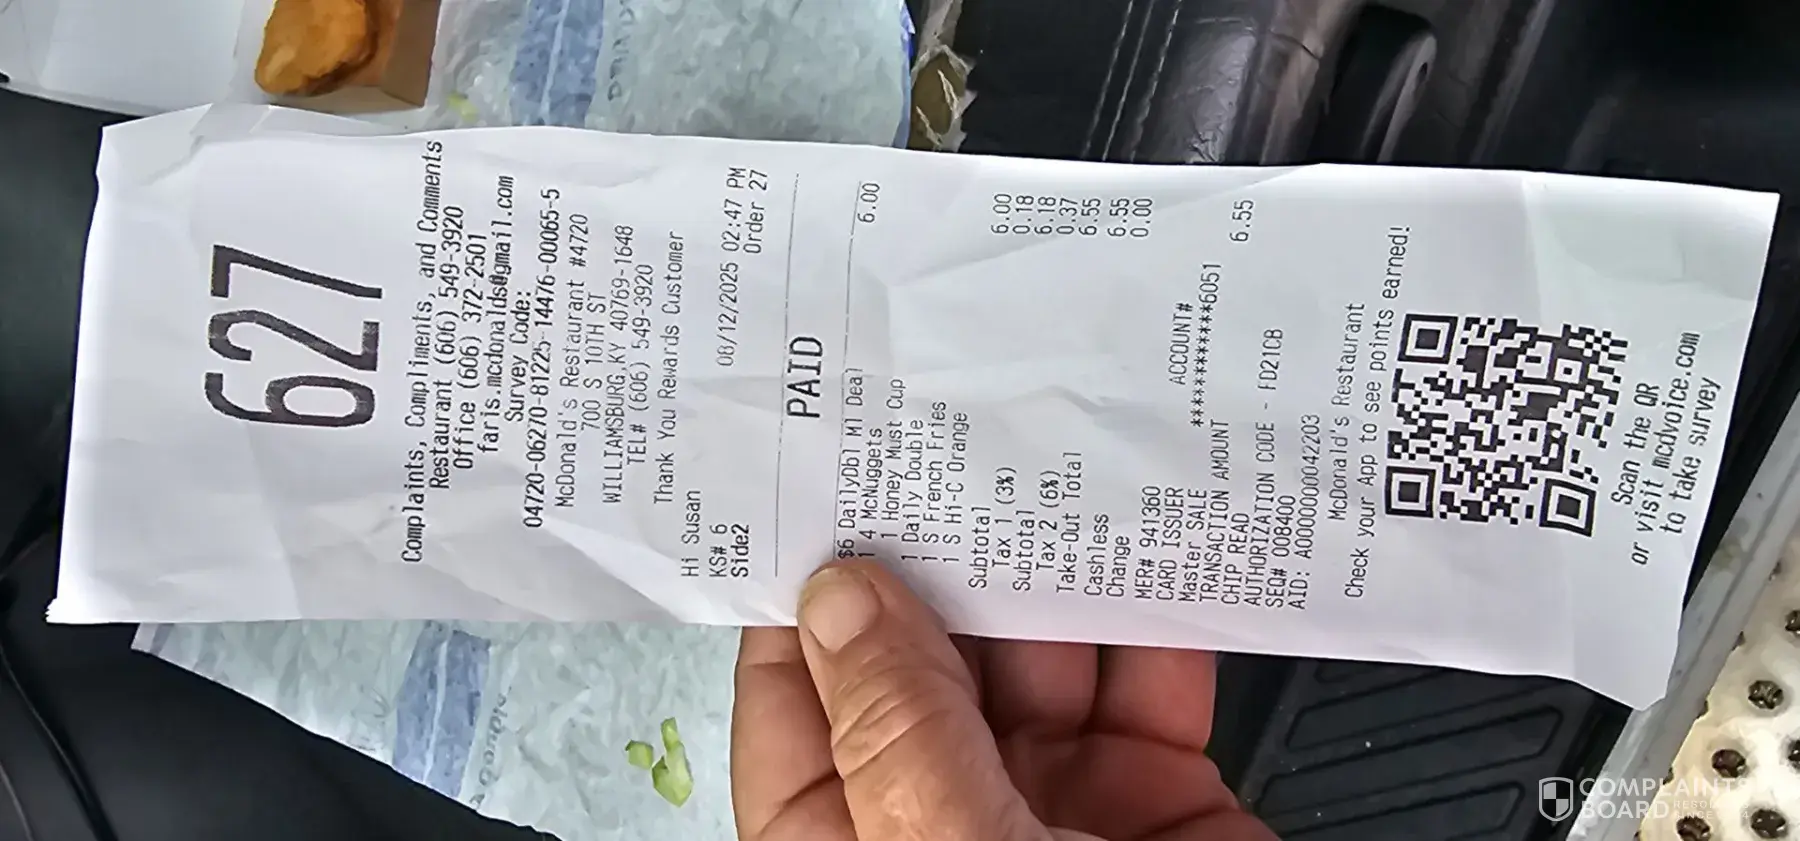 627
Complaints, Compliments, and Comments
Restaurant (606) 549-3920
Office (606) 372-2501
faris.mcdonalds@gmail.com
Survey Code:
04720-06270-81225-14476-00065-5
McDonald's Restaurant #4720
700 S 10TH ST
WILLIAMSBURG,KY 40769-1648
TEL# (606) 549-3920
Thank You Rewards Customer
Hi Susan
KS# 6 08/12/2025 02:47 PM
Side2 Order 27
PAID
$6 DailyDbl Ml Deal 6.00
1 4 McNuggets
1 Honey Must Cup
1 Daily Double
1 S French Fries
1 S Hi-C Orange
Subtotal 6.00
Tax 1 (3%) 0.18
Subtotal 6.18
Tax 2 (6%) 0.37
Take-Out Total 6.55
Cashless 6.55
Change 0.00
MER# 941360
CARD ISSUER ACCOUNT#
Master SALE ************6051
TRANSACTION AMOUNT 6.55
CHIP READ
AUTHORIZATION CODE - FD21CB
SEQ# 008400
AID: A0000000042203
McDonald's Restaurant
Check your App to see points earned!
Scan the QR
or visit mcdvoice.com
to take survey
COMPLAINTS
BOARD